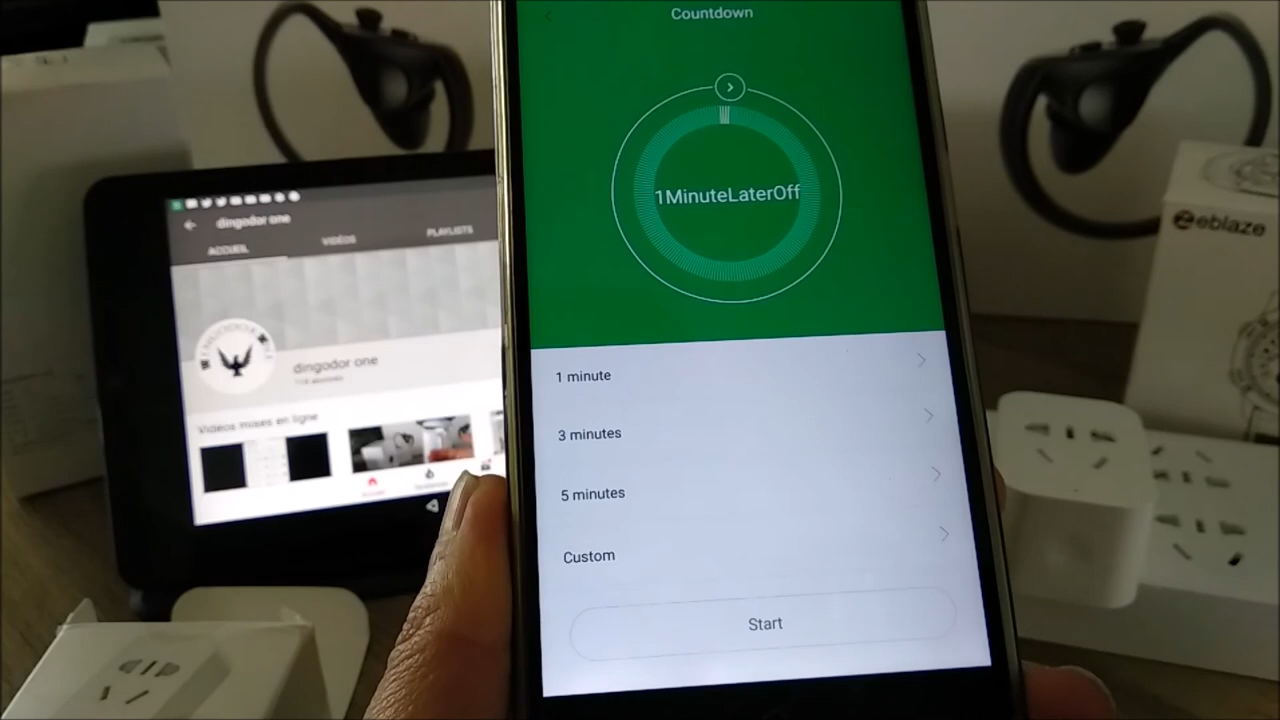 Countdown
1MinuteLaterOff
1 minute
3 minutes
5 minutes
Custom
Start
dingodor one
ACCUEIL
VIDÉOS
PLAYLISTS
dingodor one
Vidéos mises en ligne
Zeblaze